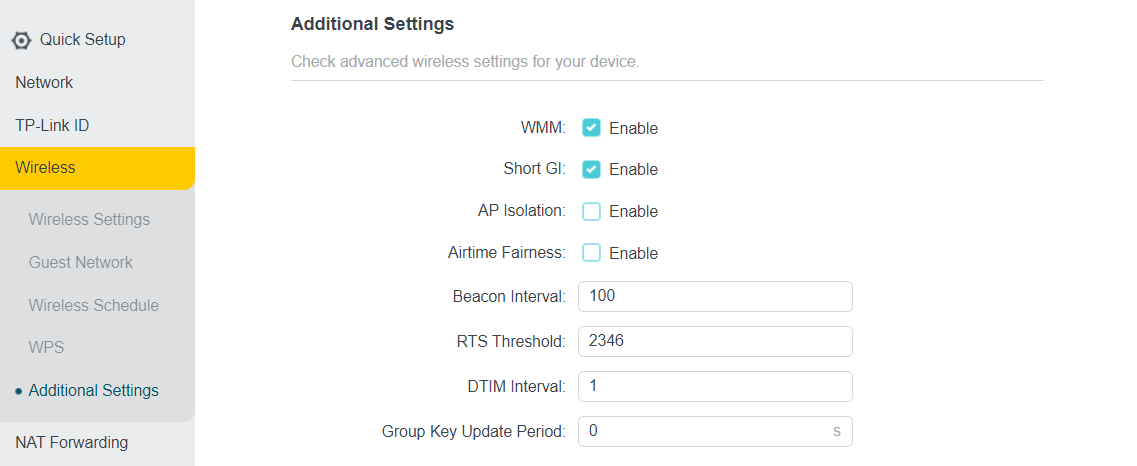 Quick Setup
Network
TP-Link ID
Wireless
Wireless Settings
Guest Network
Wireless Schedule
WPS
Additional Settings
NAT Forwarding
Additional Settings
Check advanced wireless settings for your device.
WMM: Enable
Short GI: Enable
AP Isolation: Enable
Airtime Fairness: Enable
Beacon Interval: 100
RTS Threshold: 2346
DTIM Interval: 1
Group Key Update Period: 0 s